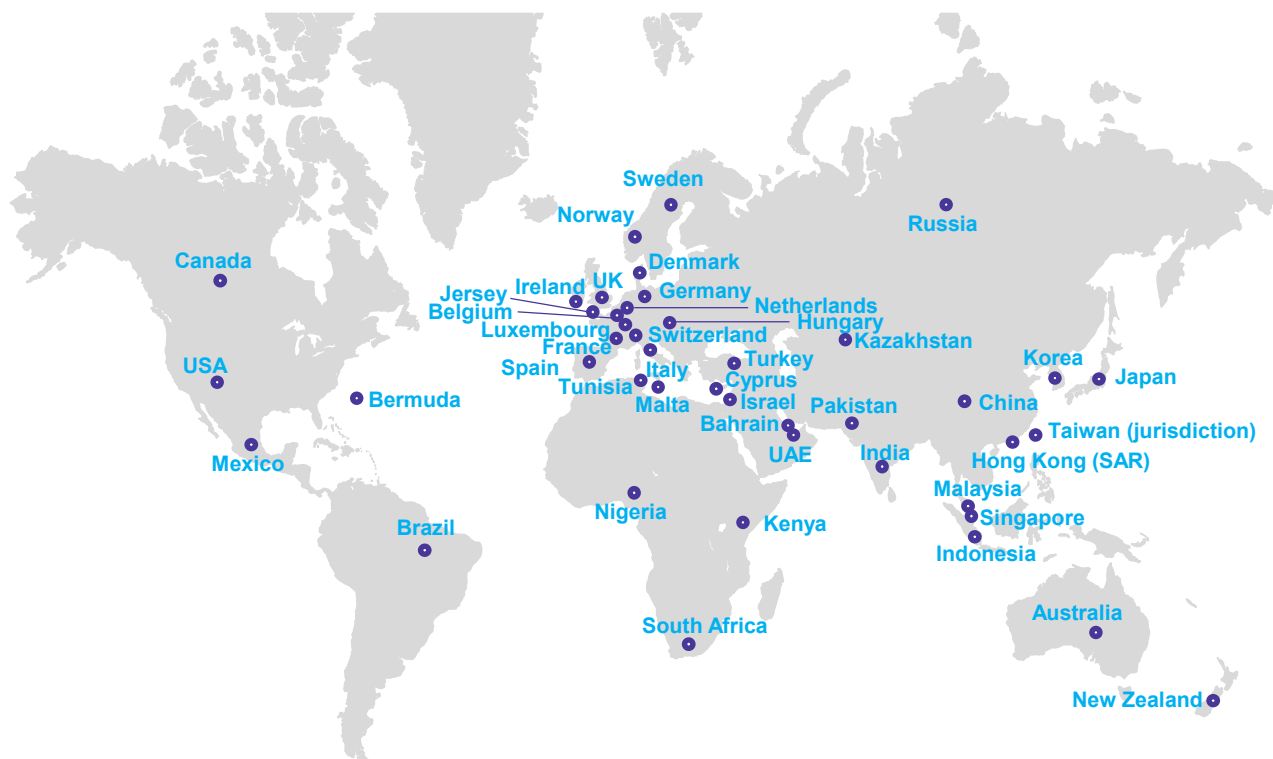 Sweden
Norway
Russia
Denmark
Canada
Ireland
UK
Germany
Jersey
Netherlands
Belgium
Hungary
Luxembourg
Switzerland
France
Kazakhstan
Korea
Spain
Italy
Turkey
USA
Tunisia
Cyprus
Japan
Bermuda
Malta
Israel
China
Pakistan
Bahrain
Taiwan (jurisdiction)
UAE
India
Hong Kong (SAR)
Mexico
Malaysia
Nigeria
Singapore
Kenya
Brazil
Indonesia
Australia
South Africa
New Zealand